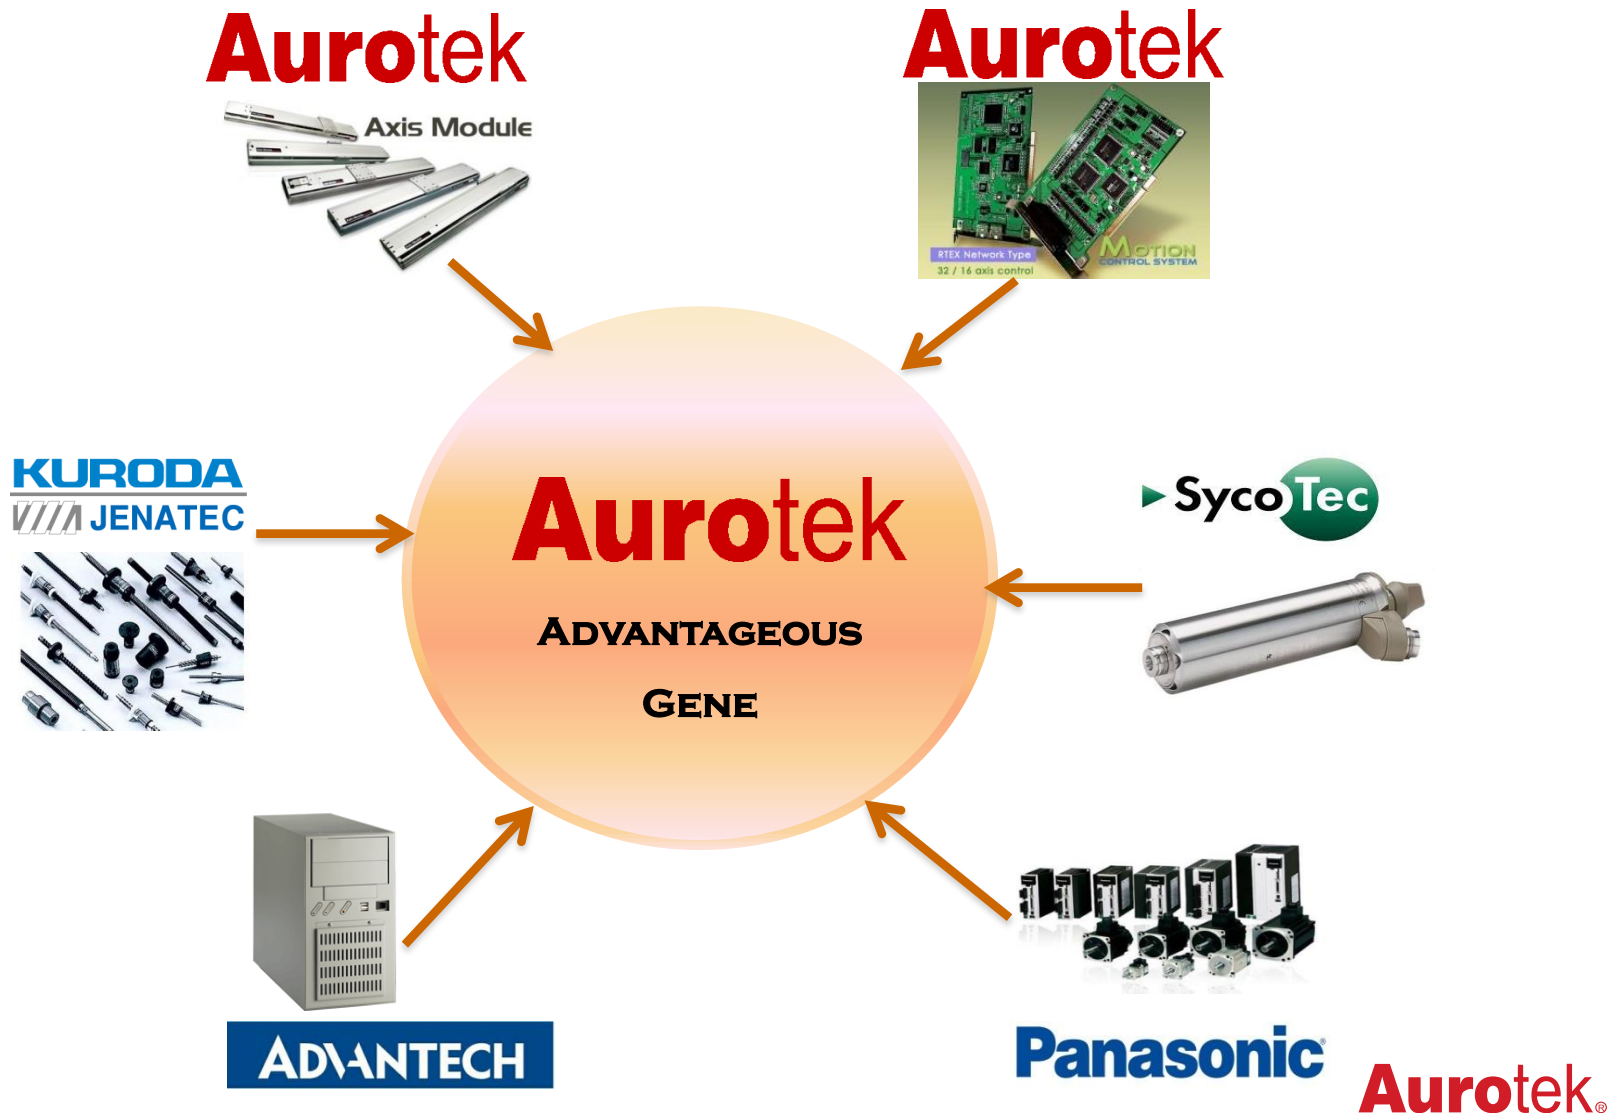 Aurotek
Aurotek
Axis Module
RTEX Network Type
32 / 16 axis control
MOTION
CONTROL SYSTEM
KURODA
JENATEC
SycoTec
Aurotek
ADVANTAGEOUS
GENE
ADVANTECH
Panasonic®
Aurotek®